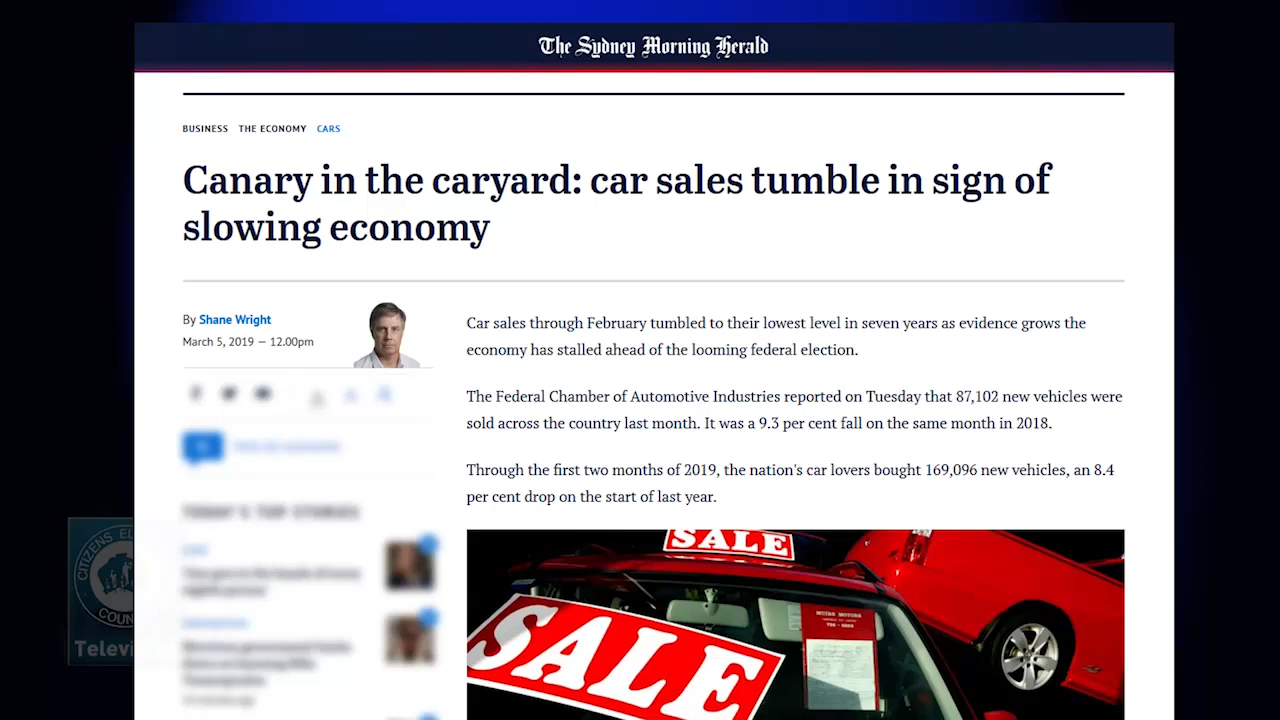 The Sydney Morning Herald
BUSINESS THE ECONOMY CARS
Canary in the caryard: car sales tumble in sign of
slowing economy
By Shane Wright
March 5, 2019 — 12.00pm
Car sales through February tumbled to their lowest level in seven years as evidence grows the
economy has stalled ahead of the looming federal election.
The Federal Chamber of Automotive Industries reported on Tuesday that 87,102 new vehicles were
sold across the country last month. It was a 9.3 per cent fall on the same month in 2018.
Through the first two months of 2019, the nation's car lovers bought 169,096 new vehicles, an 8.4
per cent drop on the start of last year.
TODAY'S TOP STORIES
SALE
SALE
CITIZENS